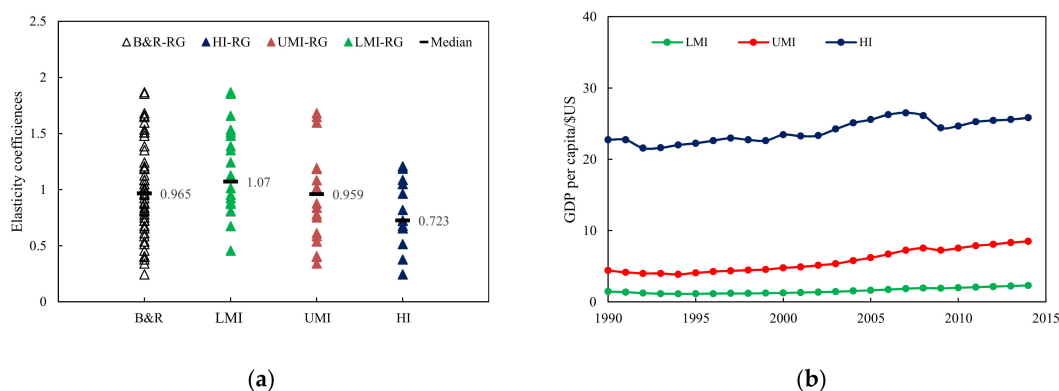 2.5
2
1.5
1
0.5
0
Elasticity coefficiences
B&R-RG HI-RG UMI-RG LMI-RG Median
0.965
1.07
0.959
0.723
B&R LMI UMI HI
(a)
40
30
20
10
0
GDP per capita/$US
LMI UMI HI
1990 1995 2000 2005 2010 2015
(b)